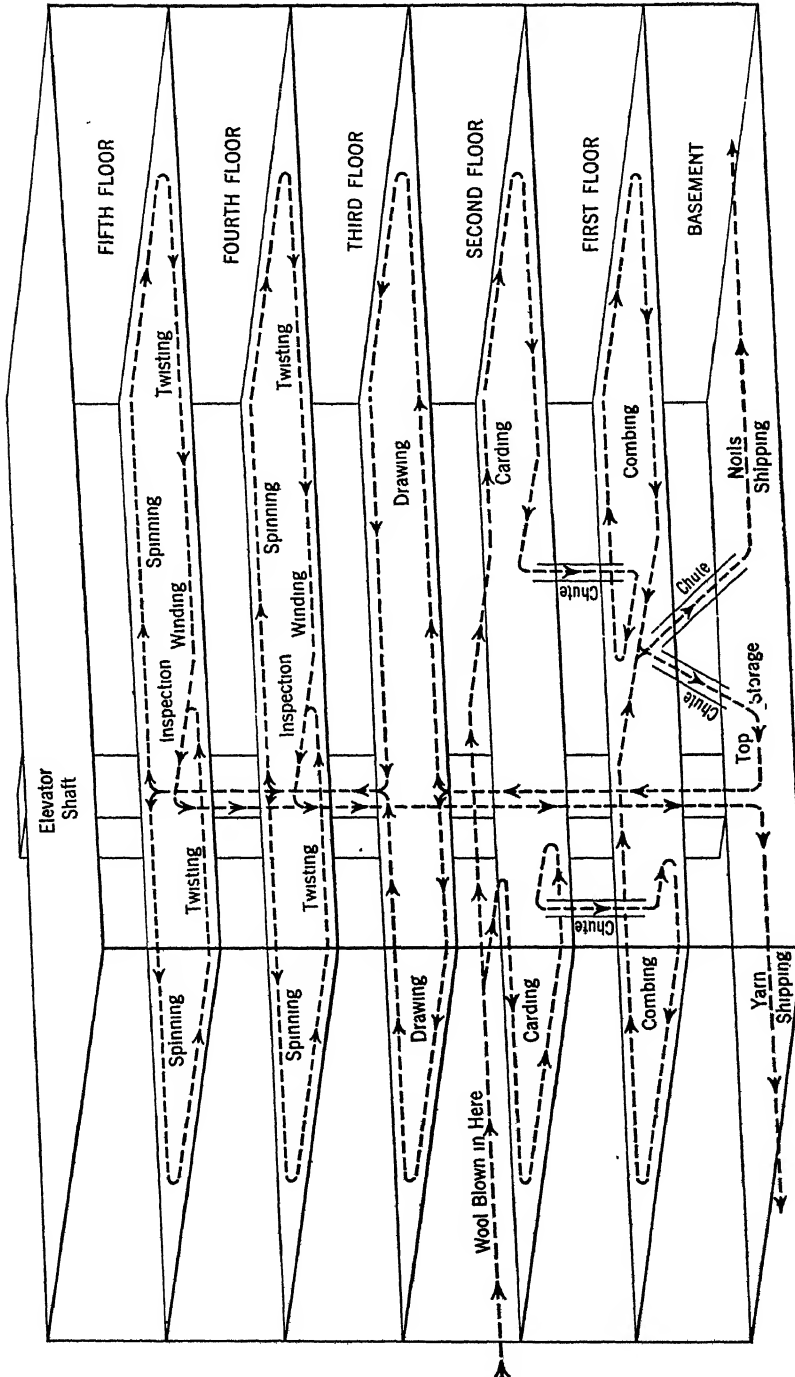 Elevator
Shaft
FIFTH FLOOR
Spinning
Spinning
Twisting
Inspection
Winding
Twisting
FOURTH FLOOR
Spinning
Spinning
Twisting
Inspection
Winding
Twisting
THIRD FLOOR
Drawing
Drawing
SECOND FLOOR
Wool Blown in Here
Carding
Carding
Chute
Chute
FIRST FLOOR
Combing
Combing
Chute
Chute
BASEMENT
Yarn
Shipping
Top
Storage
Noils
Shipping